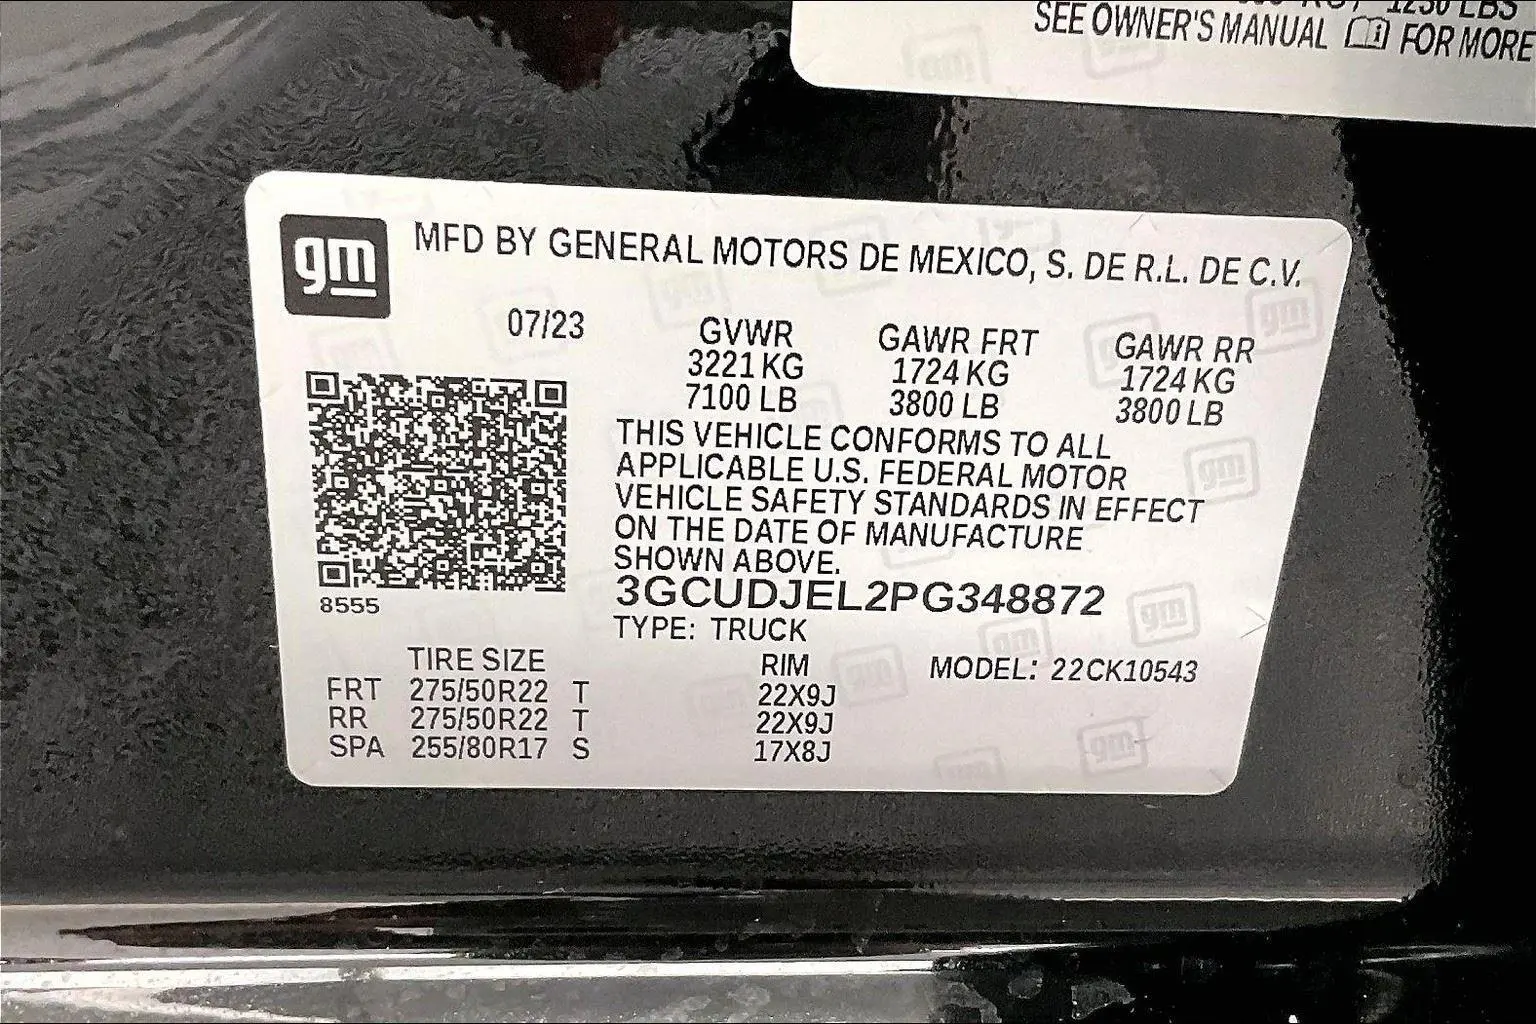 1250 LBS
SEE OWNER'S MANUAL FOR MORE
gm
MFD BY GENERAL MOTORS DE MEXICO, S. DE R.L. DE C.V.
07/23 GVWR GAWR FRT GAWR RR
3221 KG 1724 KG 1724 KG
7100 LB 3800 LB 3800 LB
THIS VEHICLE CONFORMS TO ALL
APPLICABLE U.S. FEDERAL MOTOR
VEHICLE SAFETY STANDARDS IN EFFECT
ON THE DATE OF MANUFACTURE
SHOWN ABOVE.
8555 3GCUDJEL2PG348872
TYPE: TRUCK
TIRE SIZE RIM MODEL: 22CK10543
FRT 275/50R22 T 22X9J
RR 275/50R22 T 22X9J
SPA 255/80R17 S 17X8J